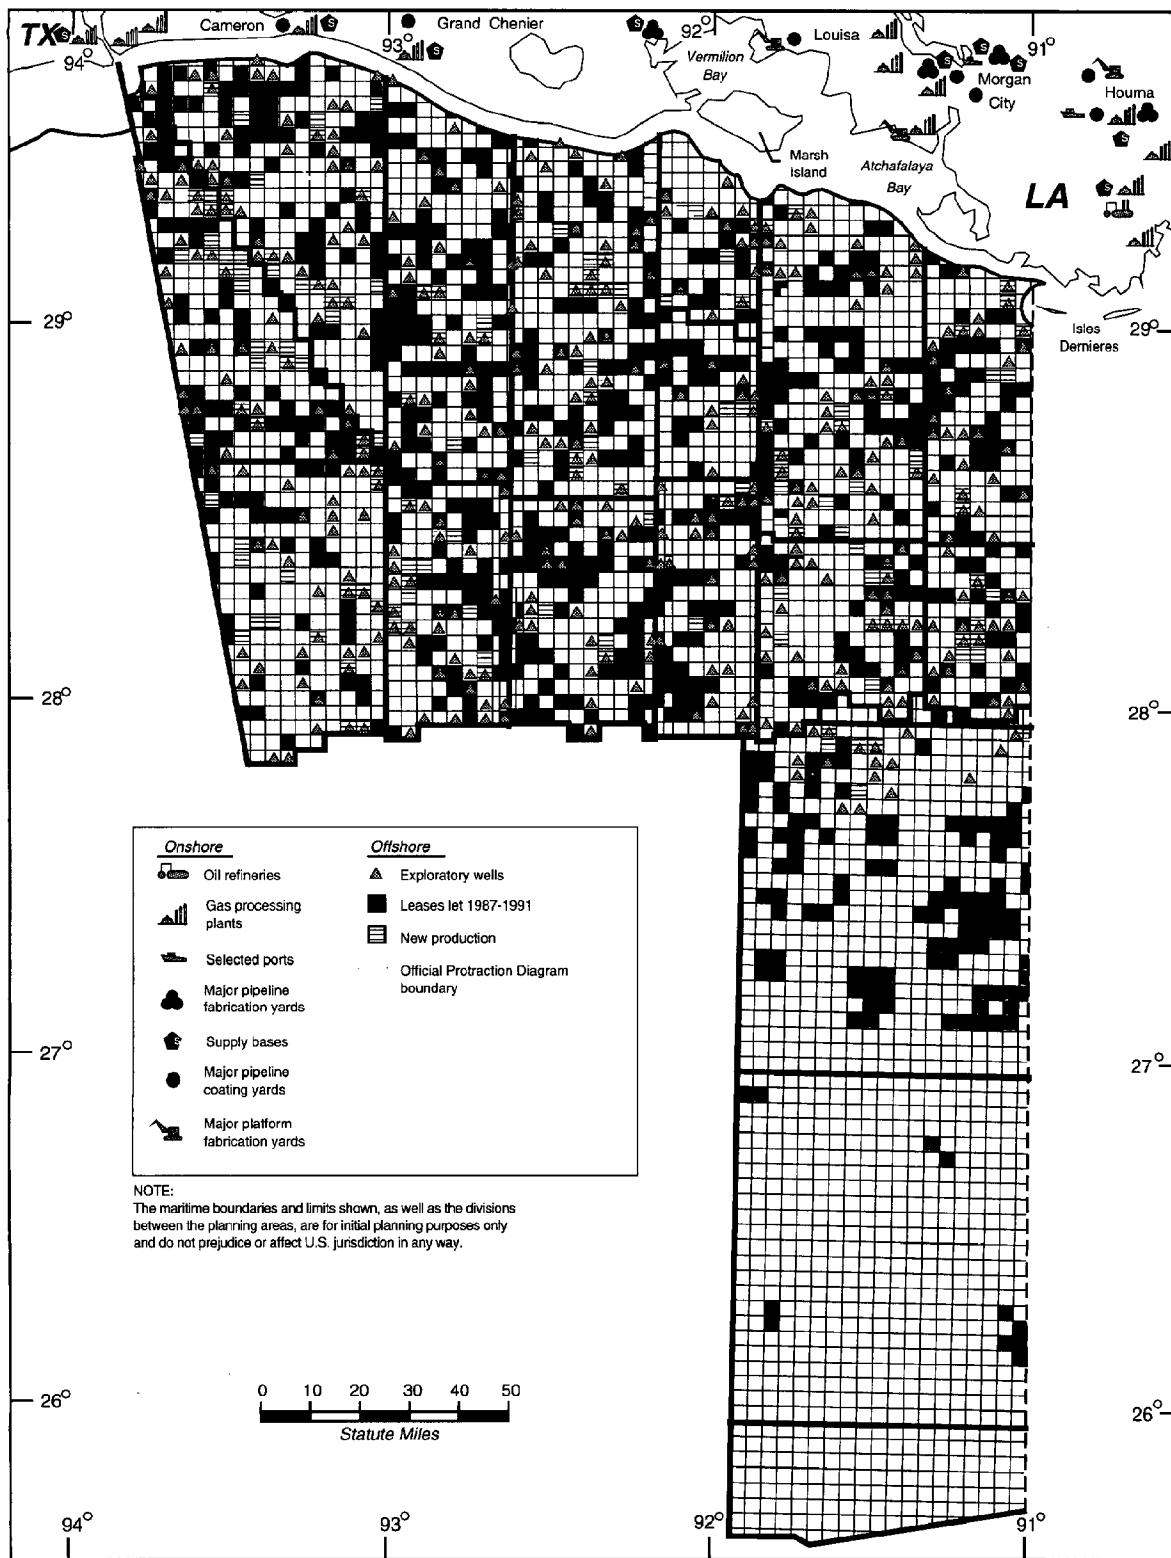 TX
Cameron
Grand Chenier
Louisa
94°
93°
92°
91°
Vermilion
Bay
Morgan
City
Houma
Marsh
Island
Atchafalaya
Bay
LA
29°
29°
Isles
Dernieres
28°
28°
Onshore
Oil refineries
Gas processing
plants
Selected ports
Major pipeline
fabrication yards
S
Supply bases
Major pipeline
coating yards
Major platform
fabrication yards
Offshore
Exploratory wells
Leases let 1987-1991
New production
Official Protraction Diagram
boundary
27°
27°
NOTE:
The maritime boundaries and limits shown, as well as the divisions
between the planning areas, are for initial planning purposes only
and do not prejudice or affect U.S. jurisdiction in any way.
0 10 20 30 40 50
Statute Miles
26°
26°
94°
93°
92°
91°